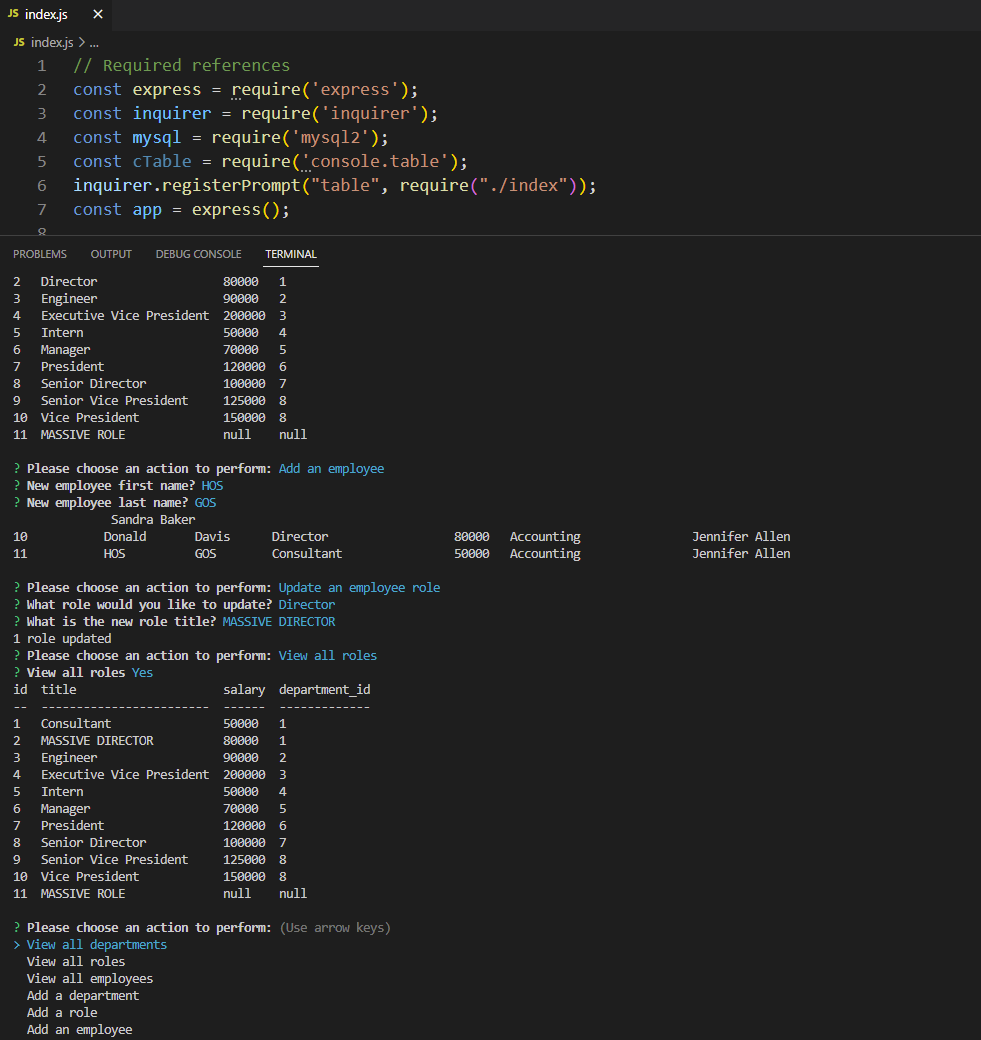 JS index.js ×
JS index.js > ...
1 // Required references
2 const express = require('express');
3 const inquirer = require('inquirer');
4 const mysql = require('mysql2');
5 const cTable = require('console.table');
6 inquirer.registerPrompt("table", require("./index"));
7 const app = express();
8
PROBLEMS OUTPUT DEBUG CONSOLE TERMINAL
2 Director 80000 1
3 Engineer 90000 2
4 Executive Vice President 200000 3
5 Intern 50000 4
6 Manager 70000 5
7 President 120000 6
8 Senior Director 100000 7
9 Senior Vice President 125000 8
10 Vice President 150000 8
11 MASSIVE ROLE null null
? Please choose an action to perform: Add an employee
? New employee first name? HOS
? New employee last name? GOS
Sandra Baker
10 Donald Davis Director 80000 Accounting Jennifer Allen
11 HOS GOS Consultant 50000 Accounting Jennifer Allen
? Please choose an action to perform: Update an employee role
? What role would you like to update? Director
? What is the new role title? MASSIVE DIRECTOR
1 role updated
? Please choose an action to perform: View all roles
? View all roles Yes
id title salary department_id
-- ------------------------ ------ -------------
1 Consultant 50000 1
2 MASSIVE DIRECTOR 80000 1
3 Engineer 90000 2
4 Executive Vice President 200000 3
5 Intern 50000 4
6 Manager 70000 5
7 President 120000 6
8 Senior Director 100000 7
9 Senior Vice President 125000 8
10 Vice President 150000 8
11 MASSIVE ROLE null null
? Please choose an action to perform: (Use arrow keys)
> View all departments
View all roles
View all employees
Add a department
Add a role
Add an employee